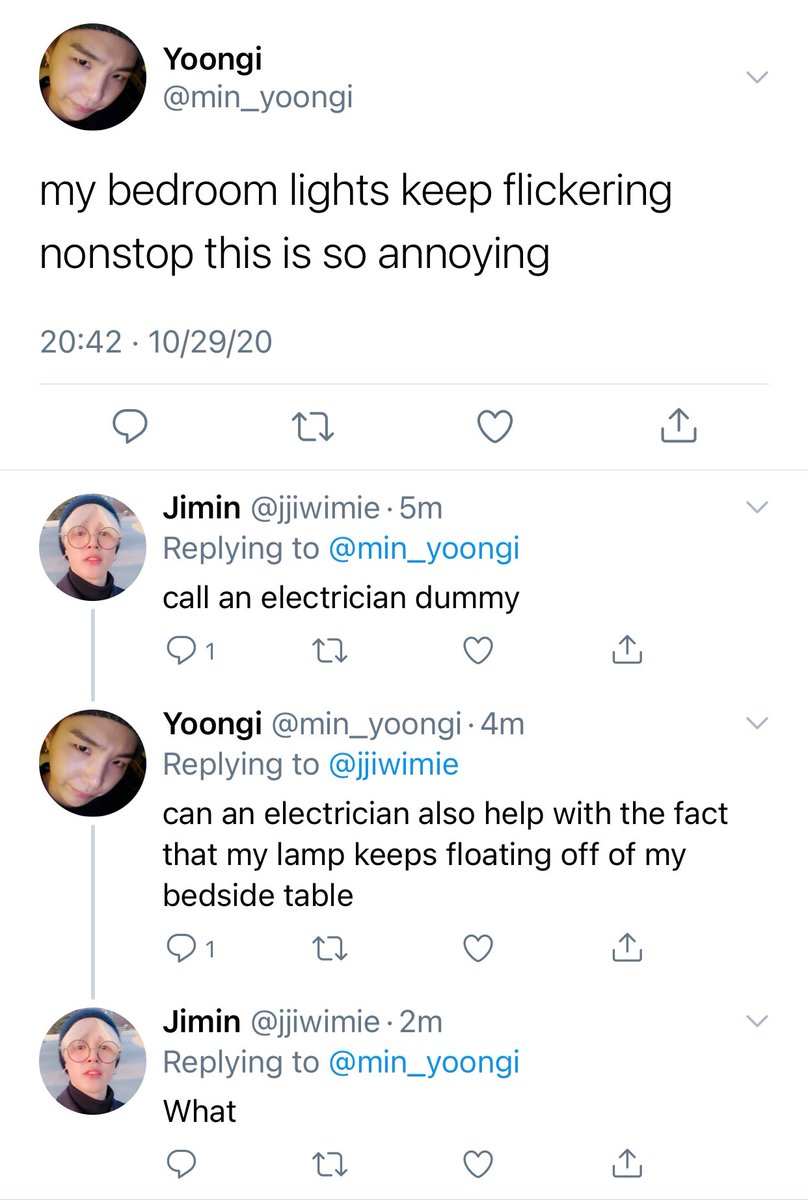 Yoongi
@min_yoongi
my bedroom lights keep flickering
nonstop this is so annoying
20:42 · 10/29/20
Jimin @jjiwimie · 5m
Replying to @min_yoongi
call an electrician dummy
1
Yoongi @min_yoongi · 4m
Replying to @jjiwimie
can an electrician also help with the fact
that my lamp keeps floating off of my
bedside table
1
Jimin @jjiwimie · 2m
Replying to @min_yoongi
What